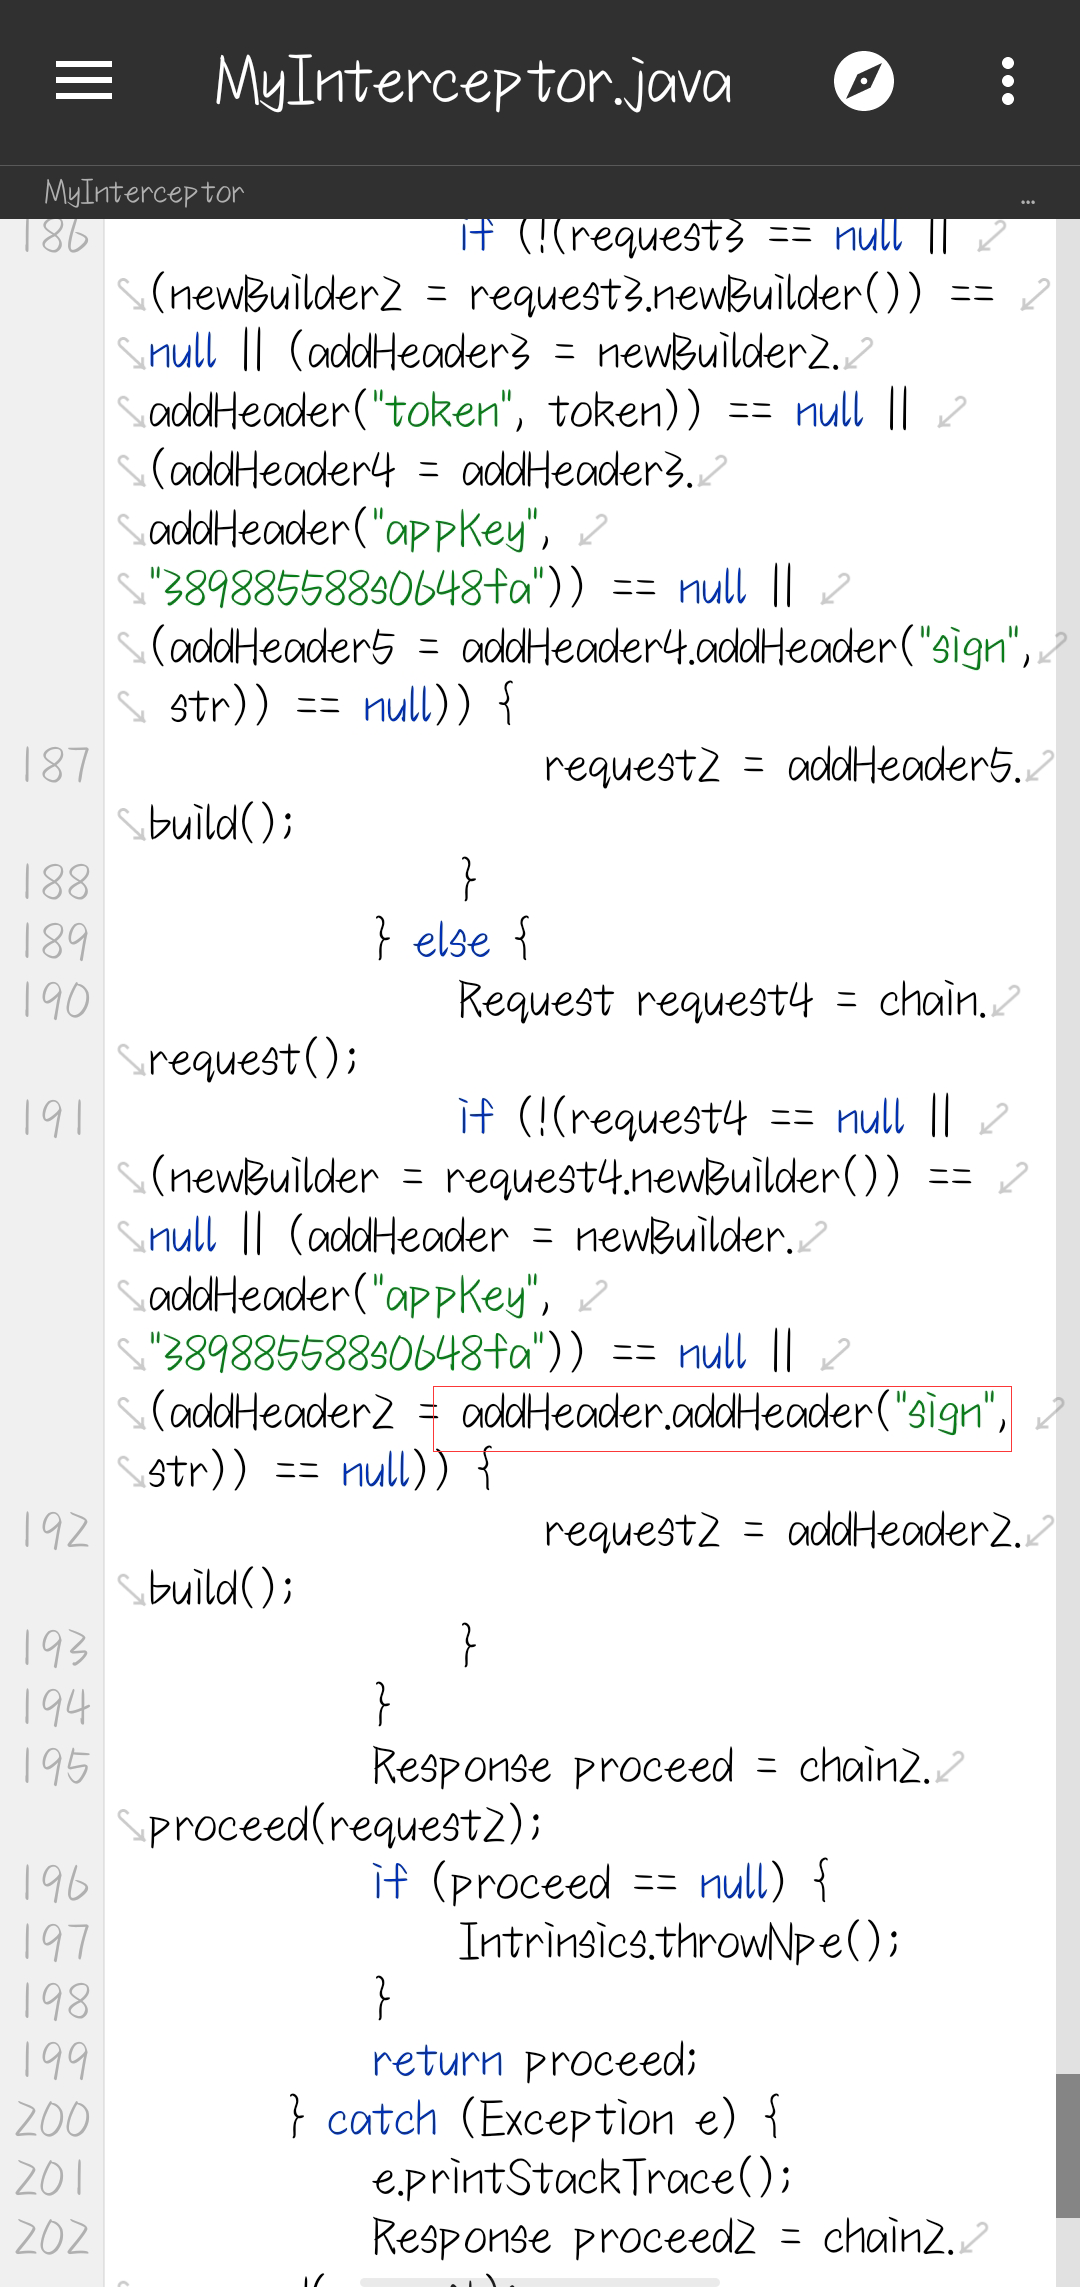 MyInterceptor.java
MyInterceptor ...
186 if (!(request3 == null ||
(newBuilder2 = request3.newBuilder()) ==
null || (addHeader3 = newBuilder2.
addHeader("token", token)) == null ||
(addHeader4 = addHeader3.
addHeader("appKey",
"389885588s0648fa")) == null ||
(addHeader5 = addHeader4.addHeader("sign",
str)) == null)) {
187 request2 = addHeader5.
build();
188 }
189 } else {
190 Request request4 = chain.
request();
191 if (!(request4 == null ||
(newBuilder = request4.newBuilder()) ==
null || (addHeader = newBuilder.
addHeader("appKey",
"389885588s0648fa")) == null ||
(addHeader2 = addHeader.addHeader("sign",
str)) == null)) {
192 request2 = addHeader2.
build();
193 }
194 }
195 Response proceed = chain2.
proceed(request2);
196 if (proceed == null) {
197 Intrinsics.throwNpe();
198 }
199 return proceed;
200 } catch (Exception e) {
201 e.printStackTrace();
202 Response proceed2 = chain2.